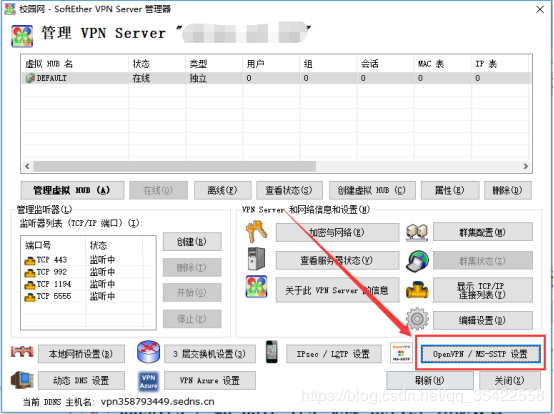 校园网 - SoftEther VPN Server 管理器
管理 VPN Server "
"
虚拟 HUB 名 状态 类型 用户 组 会话 MAC 表 IP 表
DEFAULT 在线 独立 0 0 0 0 0
管理虚拟 HUB (A) 在线(O) 离线(F) 查看状态(S) 创建虚拟 HUB (C) 属性(E) 删除(D)
管理监听器(L)
监听器列表 (TCP/IP 端口)(I):
端口号 状态
TCP 443 监听中
TCP 992 监听中
TCP 1194 监听中
TCP 5555 监听中
创建(R)
删除(T)
开始(G)
停止(P)
VPN Server 和网络信息和设置(N)
加密与网络(E) 群集配置(W)
查看服务器状态(Y) 群集状态(Z)
关于此 VPN Server 的信息 显示 TCP/IP
连接列表(T)
编辑设置(D)
本地网桥设置(B) 3 层交换机设置(3) IPsec / L2TP 设置 OpenVPN MS-SSTP OpenVPN / MS-SSTP 设置
动态 DNS 设置 VPN Azure VPN Azure 设置 刷新(H) 关闭(X)
当前 DDNS 主机名: vpn358793449.sedns.cn
https://blog.csdn.net/qq_35422558